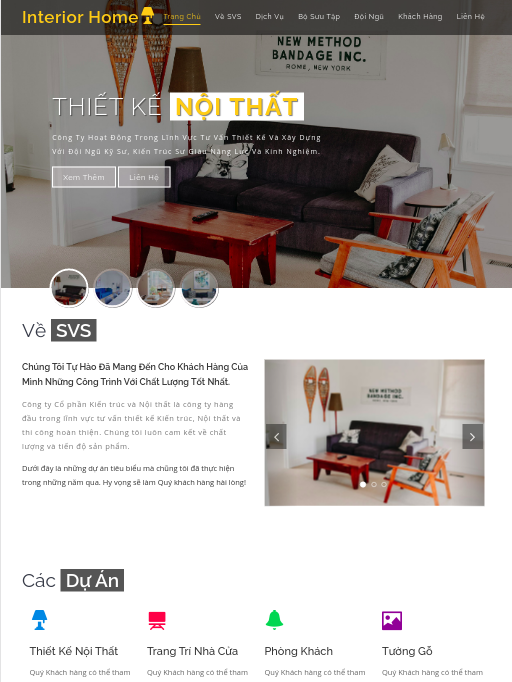 Interior Home
Trang Chủ Về SVS Dịch Vụ Bộ Sưu Tập Đội Ngũ Khách Hàng Liên Hệ
NEW METHOD
BANDAGE INC.
ROME, NEW YORK
THIẾT KẾ NỘI THẤT
Công Ty Hoạt Động Trong Lĩnh Vực Tư Vấn Thiết Kế Và Xây Dựng
Với Đội Ngũ Kỹ Sư, Kiến Trúc Sư Giàu Năng Lực Và Kinh Nghiệm.
Xem Thêm Liên Hệ
Về SVS
Chúng Tôi Tự Hào Đã Mang Đến Cho Khách Hàng Của
Mình Những Công Trình Với Chất Lượng Tốt Nhất.
Công ty Cổ phần Kiến trúc và Nội thất là công ty hàng
đầu trong lĩnh vực tư vấn thiết kế Kiến trúc, Nội thất và
thi công hoàn thiện. Chúng tôi luôn cam kết về chất
lượng và tiến độ sản phẩm.
Dưới đây là những dự án tiêu biểu mà chũng tôi đã thực hiện
trong những năm qua. Hy vọng sẽ làm Quý khách hàng hài lòng!
NEW METHOD
BANDAGE INC.
Các Dự Án
Thiết Kế Nội Thất Trang Trí Nhà Cửa Phòng Khách Tường Gỗ
Quý Khách hàng có thể tham Quý Khách hàng có thể tham Quý Khách hàng có thể tham Quý Khách hàng có thể tham